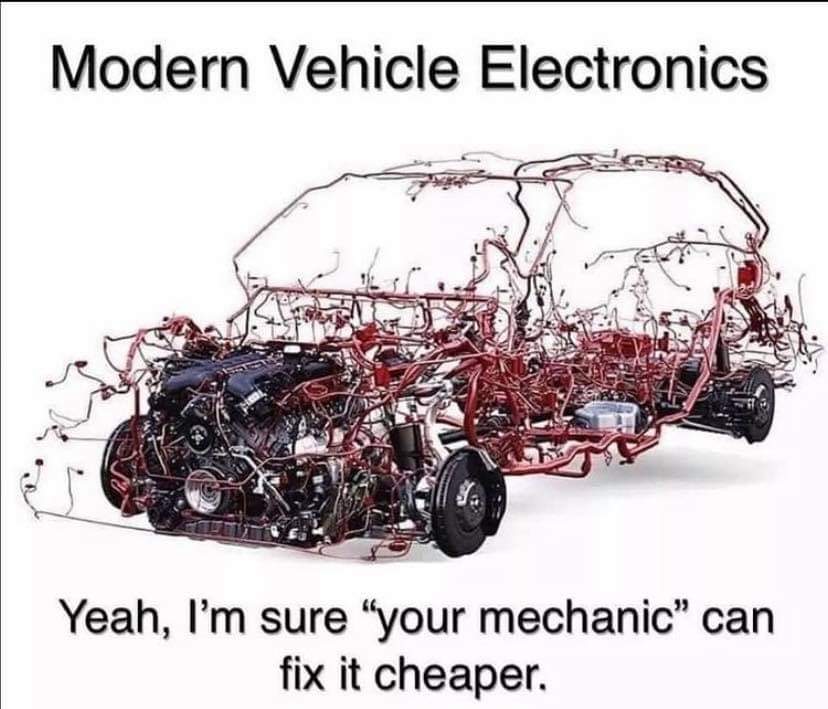 Modern Vehicle Electronics
Yeah, I’m sure “your mechanic” can
fix it cheaper.